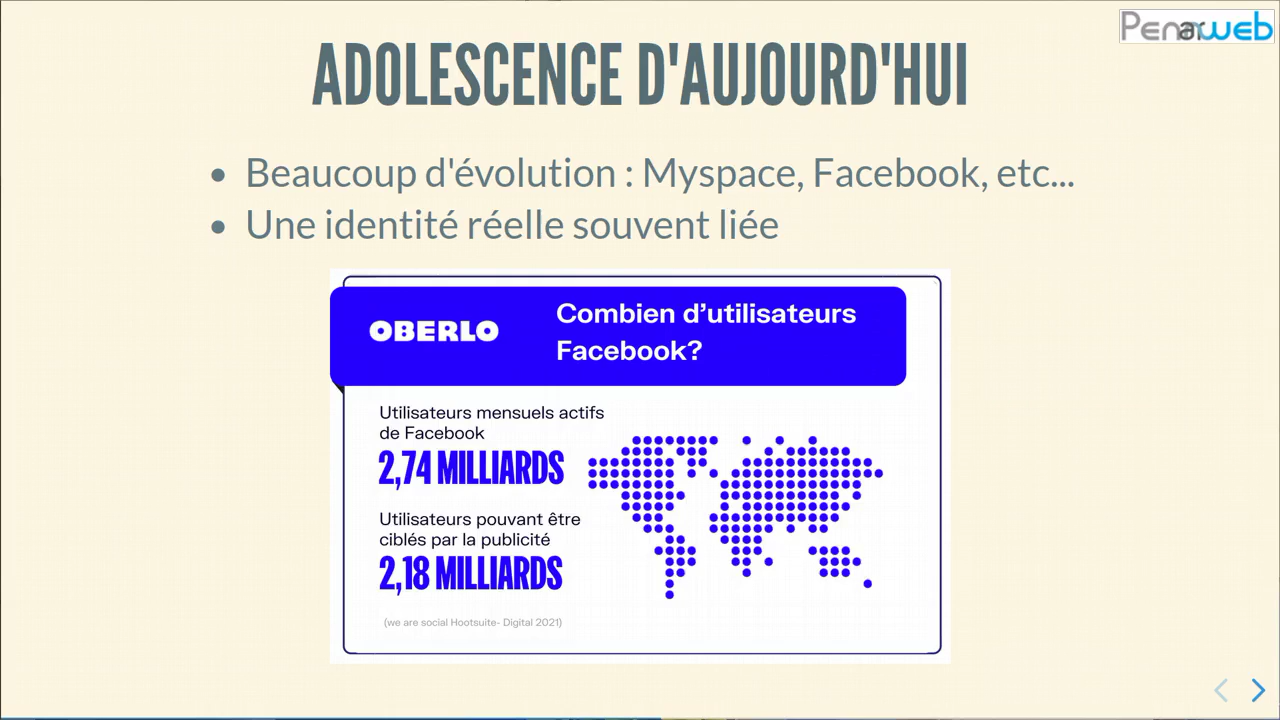 Penarweb
ADOLESCENCE D'AUJOURD'HUI
• Beaucoup d'évolution : Myspace, Facebook, etc...
• Une identité réelle souvent liée
OBERLO
Combien d'utilisateurs
Facebook?
Utilisateurs mensuels actifs
de Facebook
2,74 MILLIARDS
Utilisateurs pouvant être
ciblés par la publicité
2,18 MILLIARDS
(we are social Hootsuite- Digital 2021)